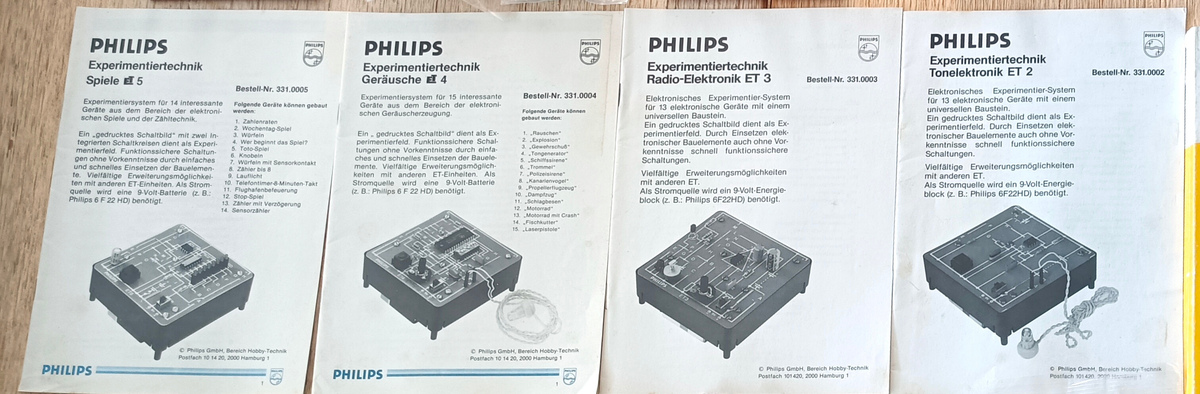 PHILIPS
PHILIPS
Experimentiertechnik
Spiele ET 5
Bestell-Nr. 331.0005
Experimentiersystem für 14 interessante
Geräte aus dem Bereich der elektroni-
schen Spiele und der Zähltechnik.
Ein „gedrucktes Schaltbild" mit zwei In-
tegrierten Schaltkreisen dient als Experi-
mentierfeld. Funktionssichere Schaltun-
gen ohne Vorkenntnisse durch einfaches
und schnelles Einsetzen der Bauelemen-
te. Vielfältige Erweiterungsmöglichkei-
ten mit anderen ET-Einheiten. Als Strom-
quelle wird eine 9-Volt-Batterie (z. B.:
Philips 6 F 22 HD) benötigt.
Folgende Geräte können gebaut
werden:
1. Zahlenraten
2. Wochentag-Spiel
3. Würfeln
4. Wer beginnt das Spiel?
5. Toto-Spiel
6. Knobeln
7. Würfeln mit Sensorkontakt
8. Zähler bis 8
9. Lauflicht
10. Telefontimer-8-Minuten-Takt
11. Flughafenbefeuerung
12. Stop-Spiel
13. Zähler mit Verzögerung
14. Sensorzähler
© Philips GmbH, Bereich Hobby-Technik
Postfach 10 14 20, 2000 Hamburg 1
PHILIPS
1
PHILIPS
PHILIPS
Experimentiertechnik
Geräusche ET 4
Bestell-Nr. 331.0004
Experimentiersystem für 15 interessante
Geräte aus dem Bereich der elektroni-
schen Geräuscherzeugung.
Ein „ gedrucktes Schaltbild" dient als Ex-
perimentierfeld. Funktionssichere Schal-
tungen ohne Vorkenntnisse durch einfa-
ches und schnelles Einsetzen der Bauele-
mente. Vielfältige Erweiterungsmöglich-
keiten mit anderen ET-Einheiten. Als
Stromquelle wird eine 9-Volt-Batterie
(z. B.: Philips 6 F 22 HD) benötigt.
Folgende Geräte können
gebaut werden:
1. „Rauschen"
2. „Explosion"
3. „Gewehrschuß"
4. „Tongenerator"
5. „Schiffssirene"
6. „Trommel"
7. „Polizeisirene"
8. „Kanarienvogel"
9. „Propellerflugzeug"
10. „Dampfzug"
11. „Schlagbesen"
12. „Motorrad"
13. „Motorrad mit Crash"
14. „Fischkutter"
15. „Laserpistole"
© Philips GmbH, Bereich Hobby-Technik
Postfach 10 14 20, 2000 Hamburg 1
PHILIPS
1
PHILIPS
PHILIPS
Experimentiertechnik
Radio-Elektronik ET 3
Bestell-Nr. 331.0003
Elektronisches Experimentier-System
für 13 elektronische Geräte mit einem
universellen Baustein.
Ein gedrucktes Schaltbild dient als Ex-
perimentierfeld. Durch Einsetzen elek-
tronischer Bauelemente auch ohne Vor-
kenntnisse schnell funktionssichere
Schaltungen.
Vielfältige Erweiterungsmöglichkeiten
mit anderen ET.
Als Stromquelle wird ein 9-Volt-Energie-
block (z. B.: Philips 6F22HD) benötigt.
© Philips GmbH, Bereich Hobby-Technik
Postfach 101420, 2000 Hamburg 1
PHILIPS
PHILIPS
Experimentiertechnik
Tonelektronik ET 2
Bestell-Nr. 331.0002
Elektronisches Experimentier-System
für 13 elektronische Geräte mit einem
universellen Baustein.
Ein gedrucktes Schaltbild dient als Ex-
perimentierfeld. Durch Einsetzen elek-
tronischer Bauelemente auch ohne Vor-
kenntnisse schnell funktionssichere
Schaltungen.
Vielfältige Erweiterungsmöglichkeiten
mit anderen ET.
Als Stromquelle wird ein 9-Volt-Energie-
block (z. B.: Philips 6F22HD) benötigt.
© Philips GmbH, Bereich Hobby-Technik
Postfach 101420, 2000 Hamburg 1